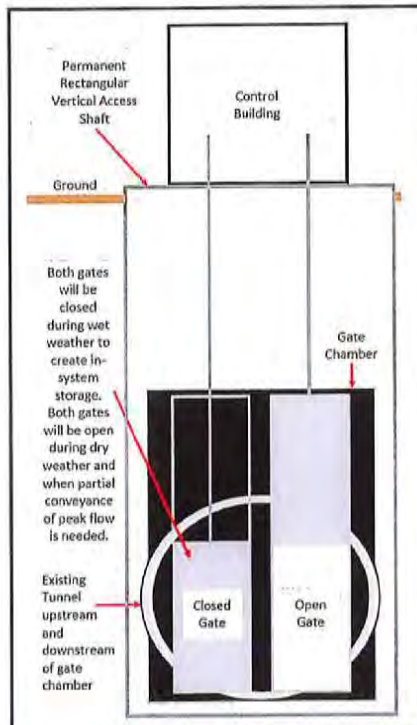 Permanent
Rectangular
Vertical Access
Shaft
Control
Building
Ground
Both gates
will be
closed
during wet
weather to
create in-
system
storage.
Both gates
will be open
during dry
weather and
when partial
conveyance
of peak flow
is needed.
Gate
Chamber
Existing
Tunnel
upstream
and
downstream
of gate
chamber
Closed
Gate
Open
Gate